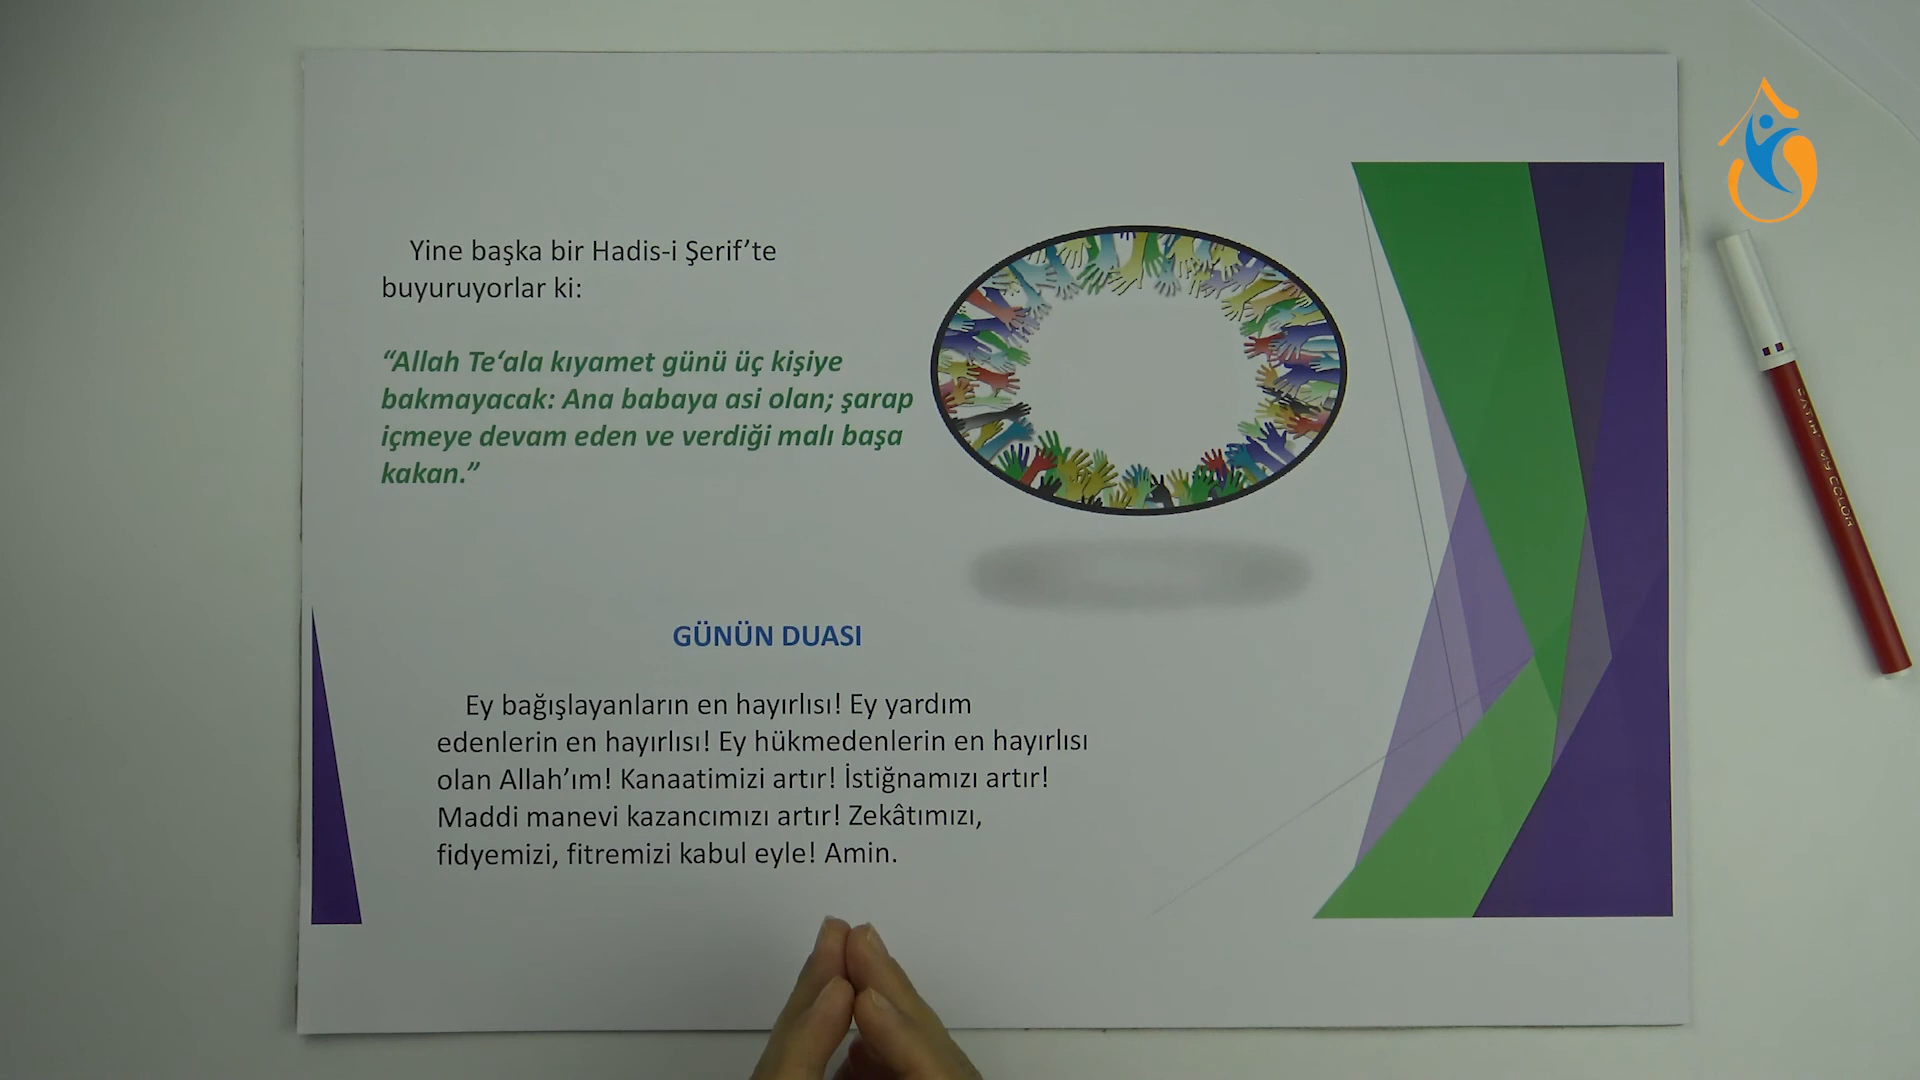 Yine başka bir Hadis-i Şerif’te
buyuruyorlar ki:
“Allah Te‘ala kıyamet günü üç kişiye
bakmayacak: Ana babaya asi olan; şarap
içmeye devam eden ve verdiği malı başa
kakan.”
GÜNÜN DUASI
Ey bağışlayanların en hayırlısı! Ey yardım
edenlerin en hayırlısı! Ey hükmedenlerin en hayırlısı
olan Allah’ım! Kanaatimizi artır! İstiğnamızı artır!
Maddi manevi kazancımızı artır! Zekâtımızı,
fidyemizi, fitremizi kabul eyle! Amin.
MY COLOR